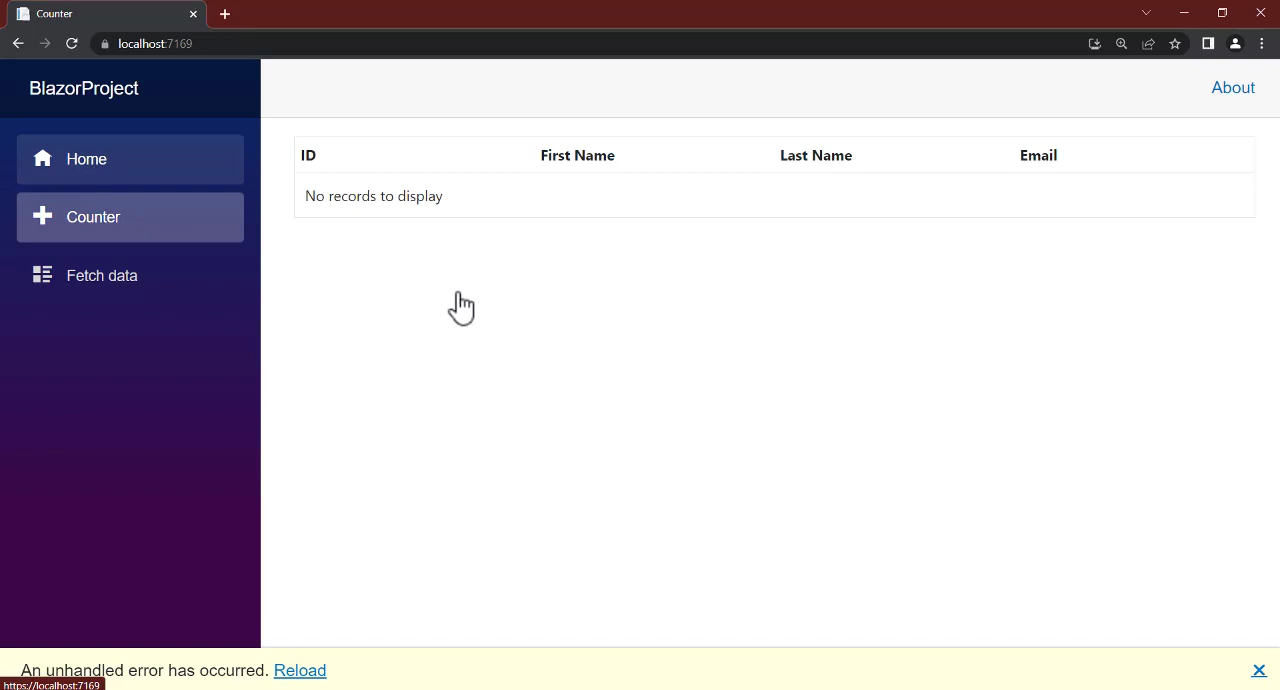 Counter
localhost:7169
BlazorProject
About
Home
Counter
Fetch data
ID First Name Last Name Email
No records to display
An unhandled error has occurred. Reload
https://localhost:7169